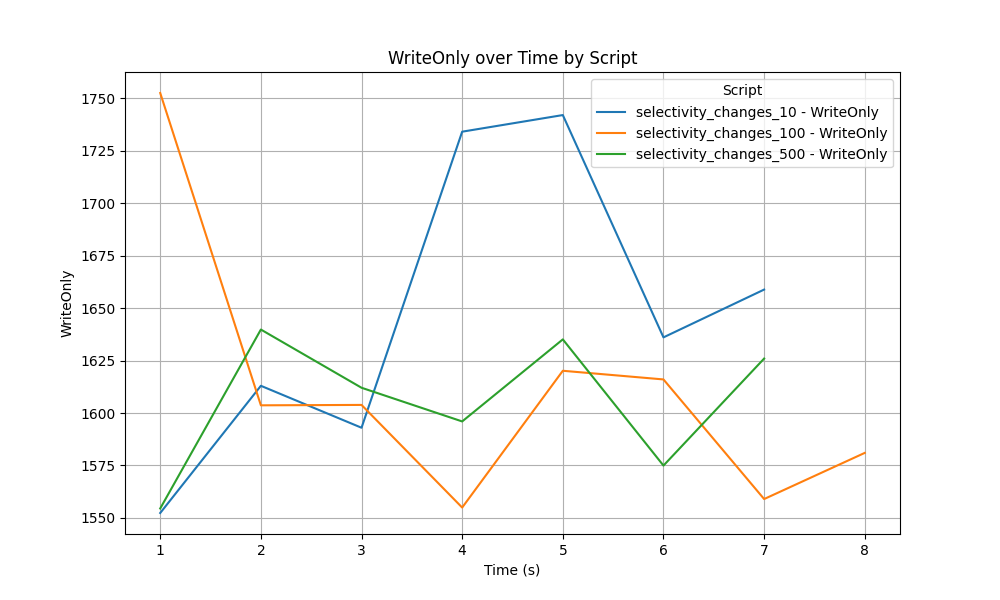 WriteOnly over Time by Script
Script
selectivity_changes_10 - WriteOnly
selectivity_changes_100 - WriteOnly
selectivity_changes_500 - WriteOnly
WriteOnly
1750
1725
1700
1675
1650
1625
1600
1575
1550
1 2 3 4 5 6 7 8
Time (s)